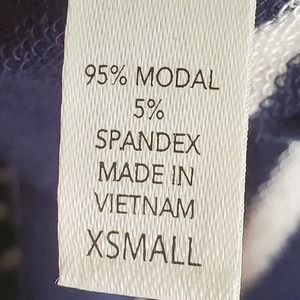 95% MODAL
5%
SPANDEX
MADE IN
VIETNAM
XSMALL